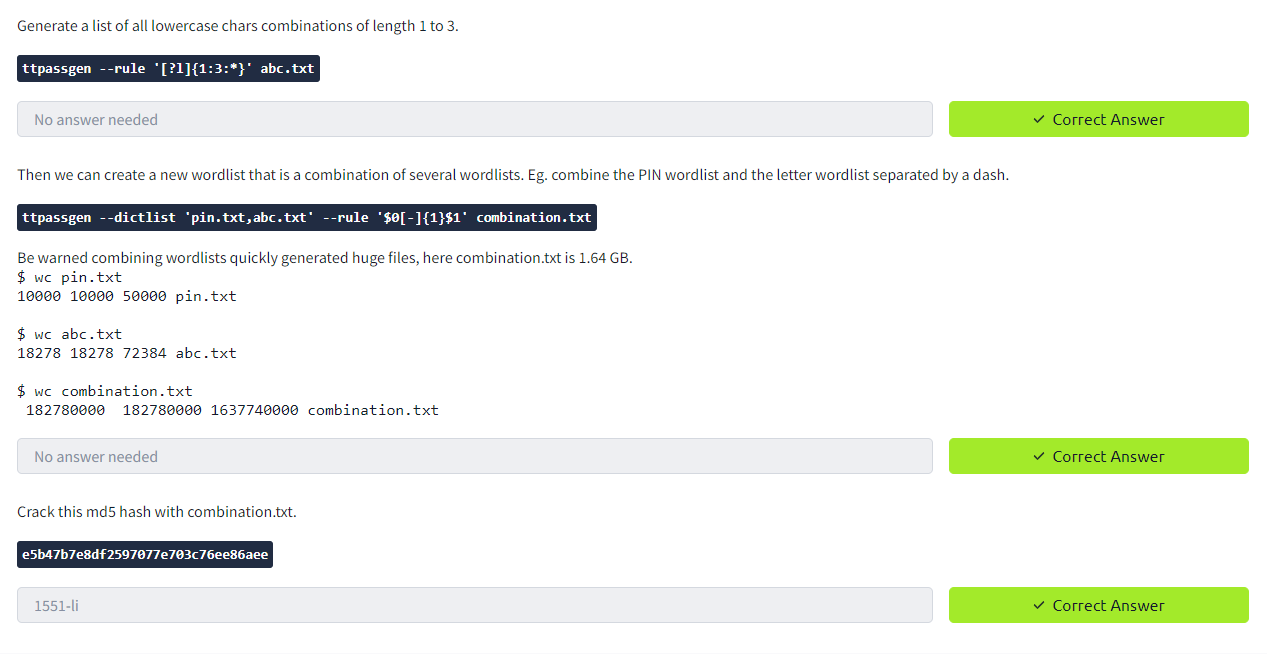 Generate a list of all lowercase chars combinations of length 1 to 3.
ttpassgen --rule '[?l]{1:3:*}' abc.txt
No answer needed
✓ Correct Answer
Then we can create a new wordlist that is a combination of several wordlists. Eg. combine the PIN wordlist and the letter wordlist separated by a dash.
ttpassgen --dictlist 'pin.txt,abc.txt' --rule '$0[-]{1}$1' combination.txt
Be warned combining wordlists quickly generated huge files, here combination.txt is 1.64 GB.
$ wc pin.txt
10000 10000 50000 pin.txt
$ wc abc.txt
18278 18278 72384 abc.txt
$ wc combination.txt
182780000  182780000 1637740000 combination.txt
No answer needed
✓ Correct Answer
Crack this md5 hash with combination.txt.
e5b47b7e8df2597077e703c76ee86aee
1551-li
✓ Correct Answer